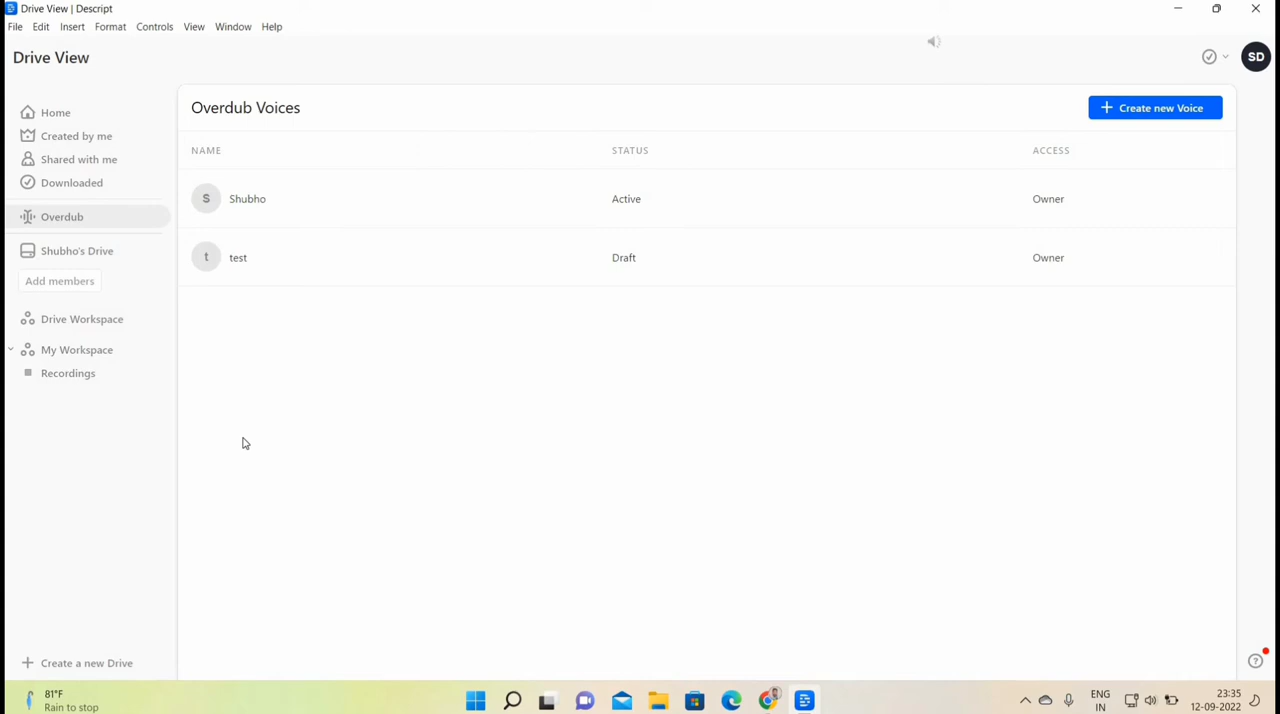 Drive View | Descript
File Edit Insert Format Controls View Window Help
Drive View
SD
Home
Created by me
Shared with me
Downloaded
Overdub
Shubho's Drive
Add members
Drive Workspace
My Workspace
Recordings
Create a new Drive
Overdub Voices
+ Create new Voice
NAME STATUS ACCESS
S Shubho Active Owner
t test Draft Owner
81°F
Rain to stop
ENG
IN
23:35
12-09-2022